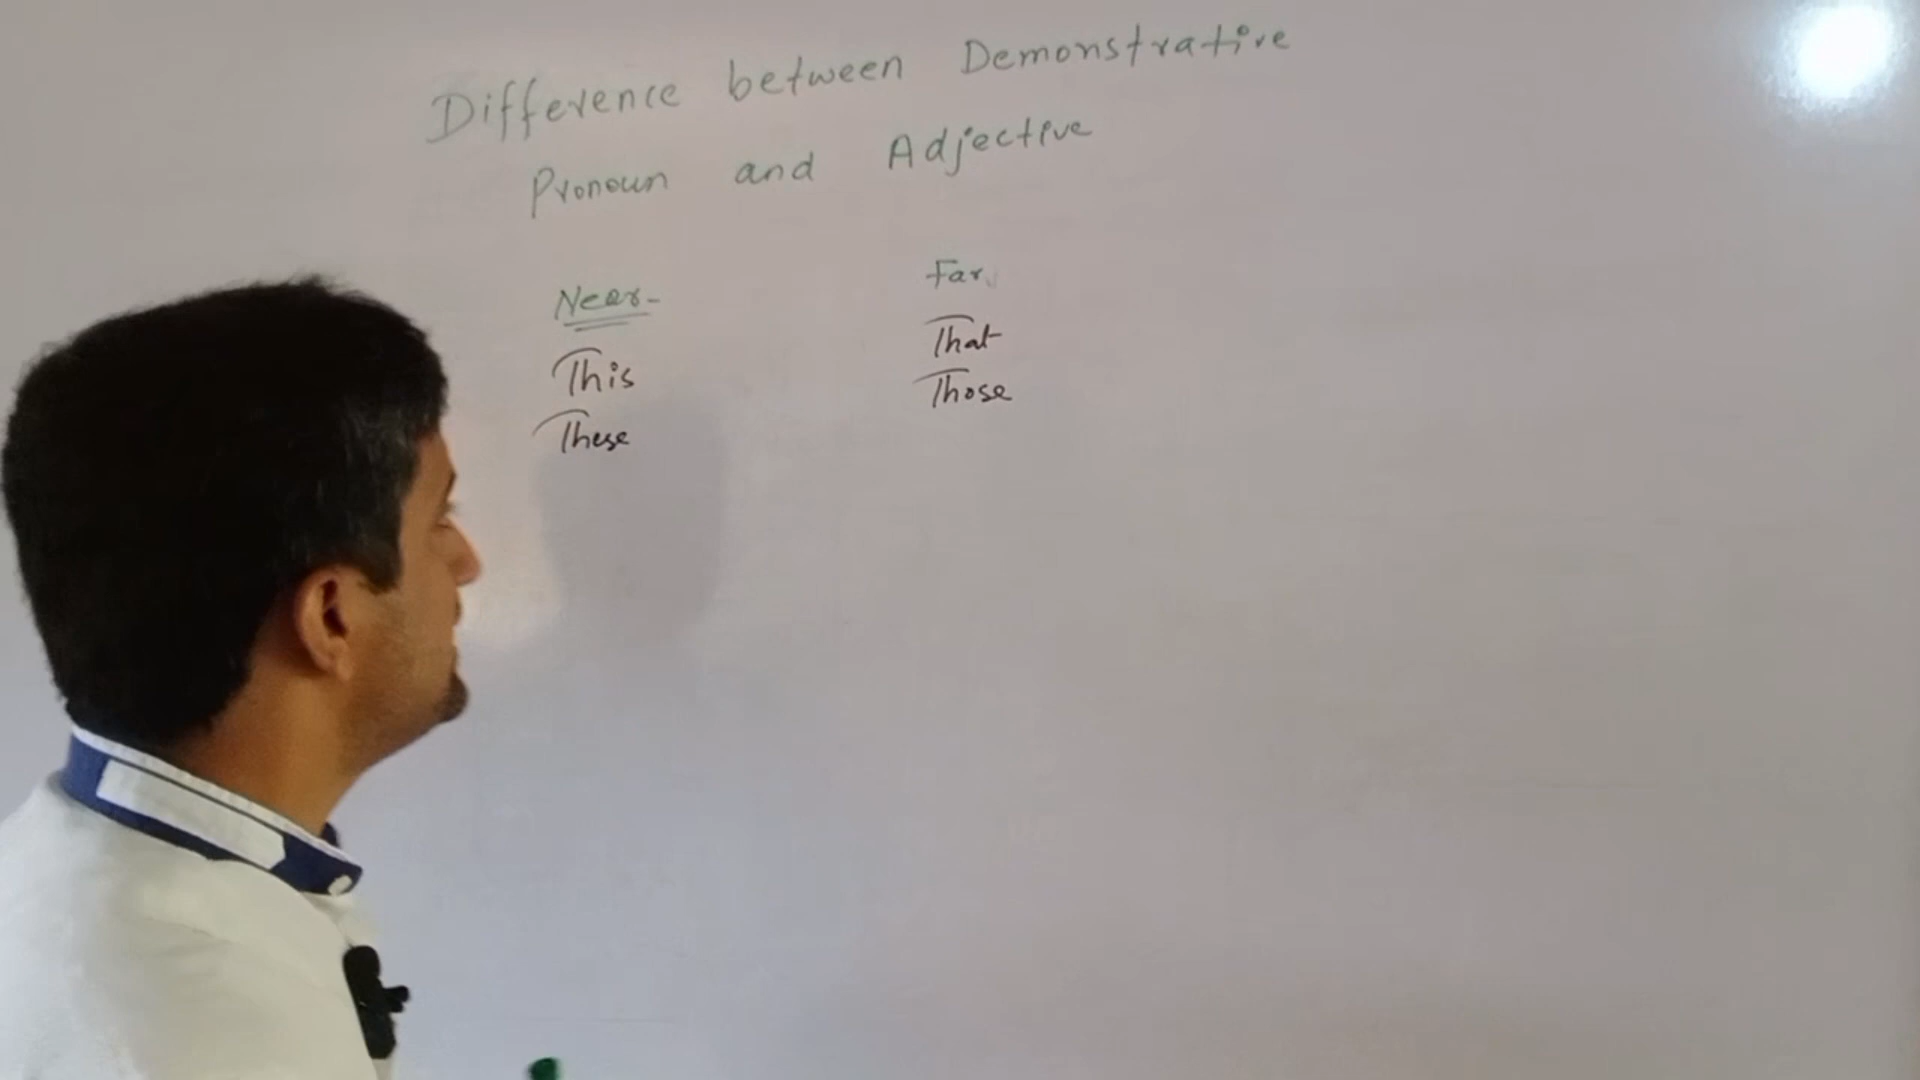 Difference between Demonstrative
Pronoun and Adjective
Near-
Far.
This
That
These
Those